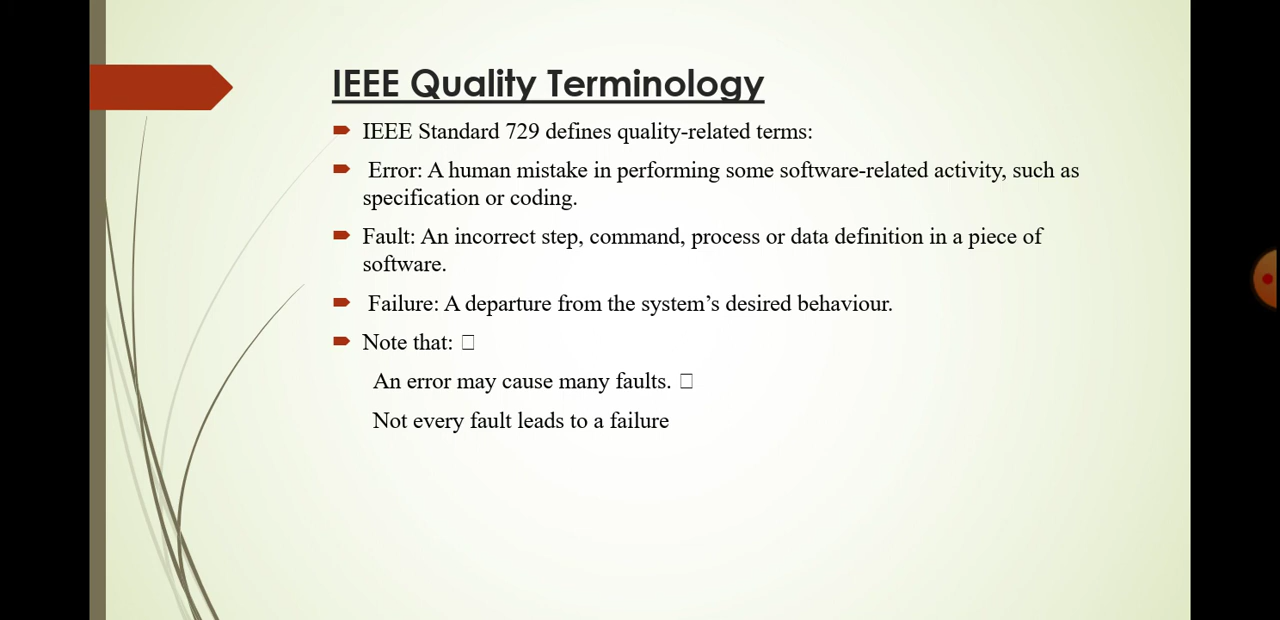 IEEE Quality Terminology
IEEE Standard 729 defines quality-related terms:
Error: A human mistake in performing some software-related activity, such as
specification or coding.
Fault: An incorrect step, command, process or data definition in a piece of
software.
Failure: A departure from the system’s desired behaviour.
Note that: □
An error may cause many faults. □
Not every fault leads to a failure